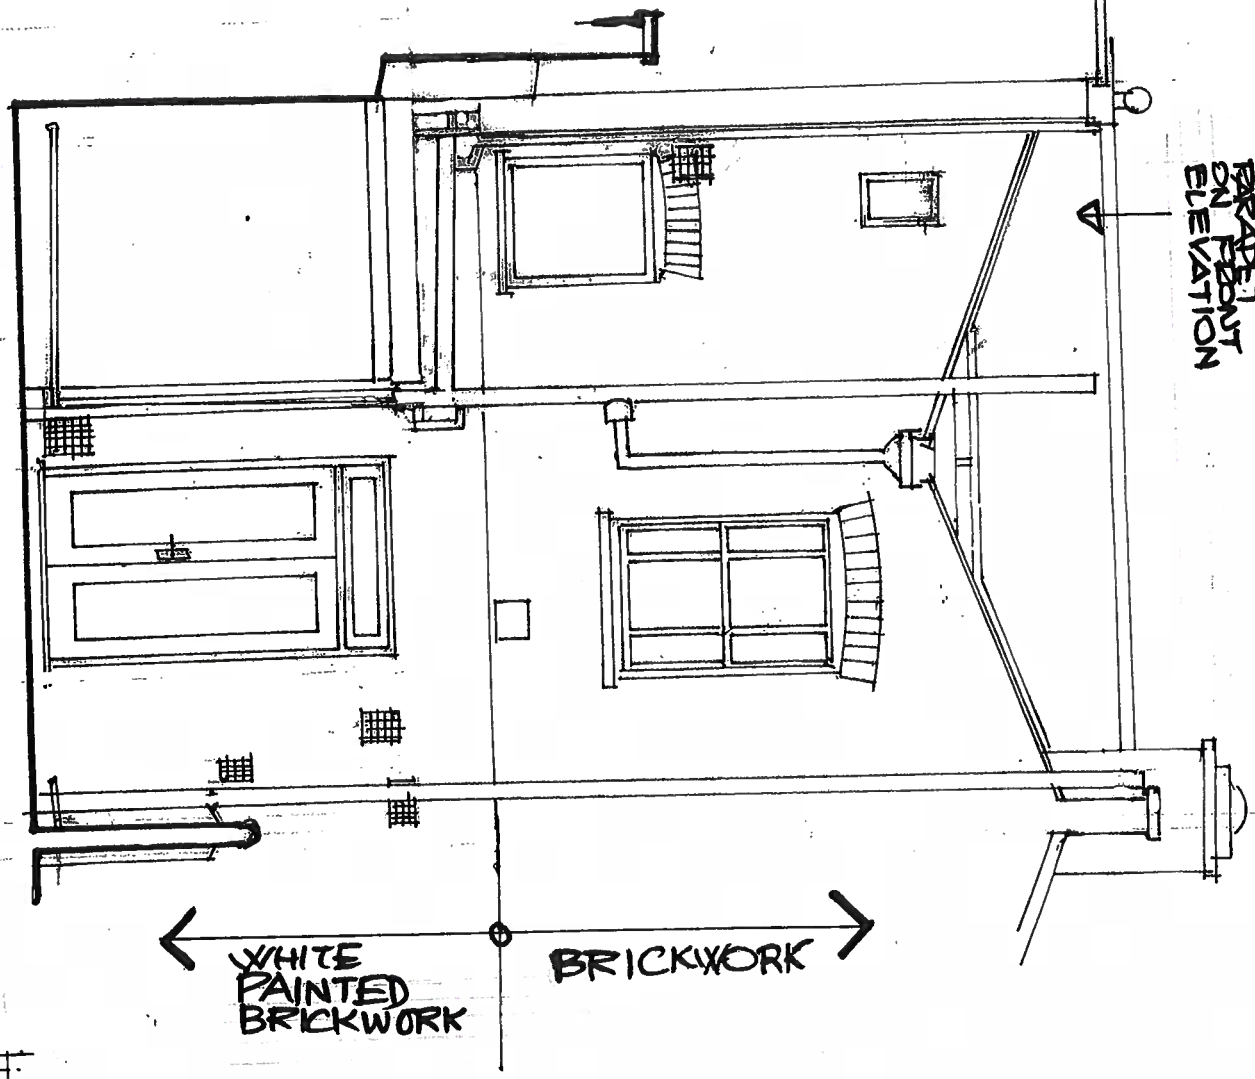 PARAPET
ON FRONT
ELEVATION
WHITE
PAINTED
BRICKWORK
BRICKWORK